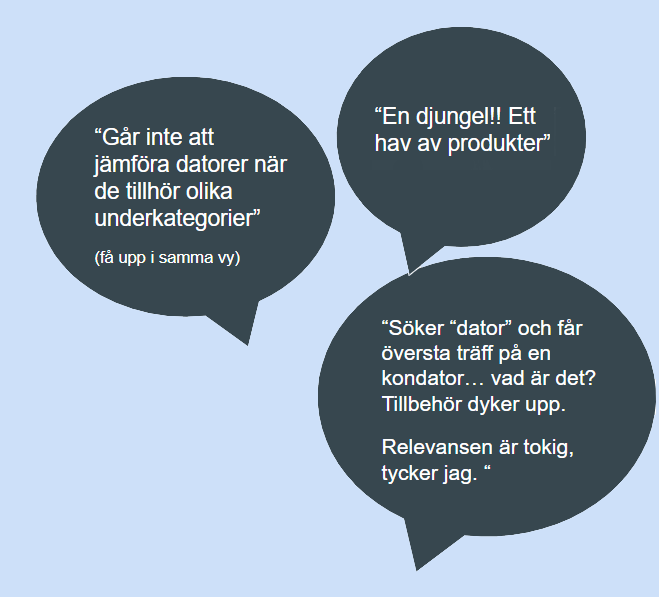 “Går inte att
jämföra datorer när
de tillhör olika
underkategorier”
(få upp i samma vy)
“En djungel!! Ett
hav av produkter”
“Söker “dator” och får
översta träff på en
kondator... vad är det?
Tillbehör dyker upp.
Relevansen är tokig,
tycker jag. “